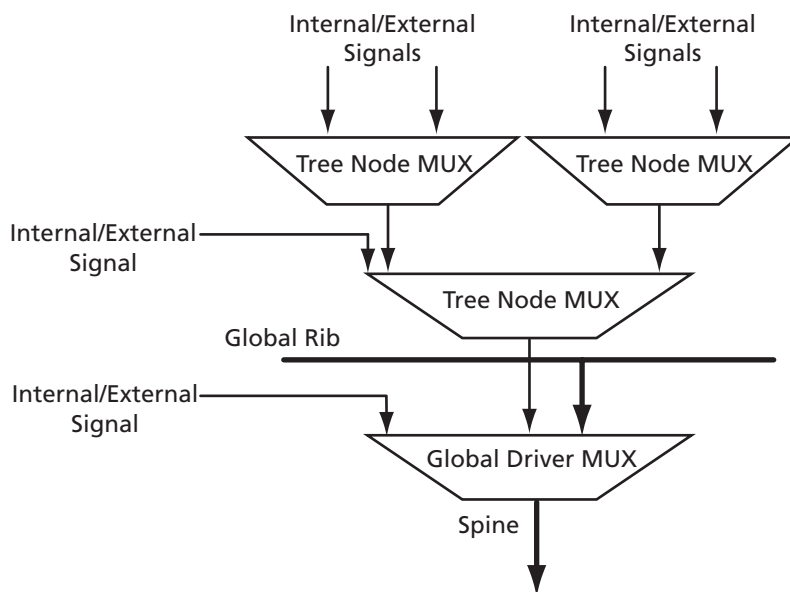 Internal/External
Signals
Internal/External
Signals
Tree Node MUX
Tree Node MUX
Internal/External
Signal
Tree Node MUX
Global Rib
Internal/External
Signal
Global Driver MUX
Spine